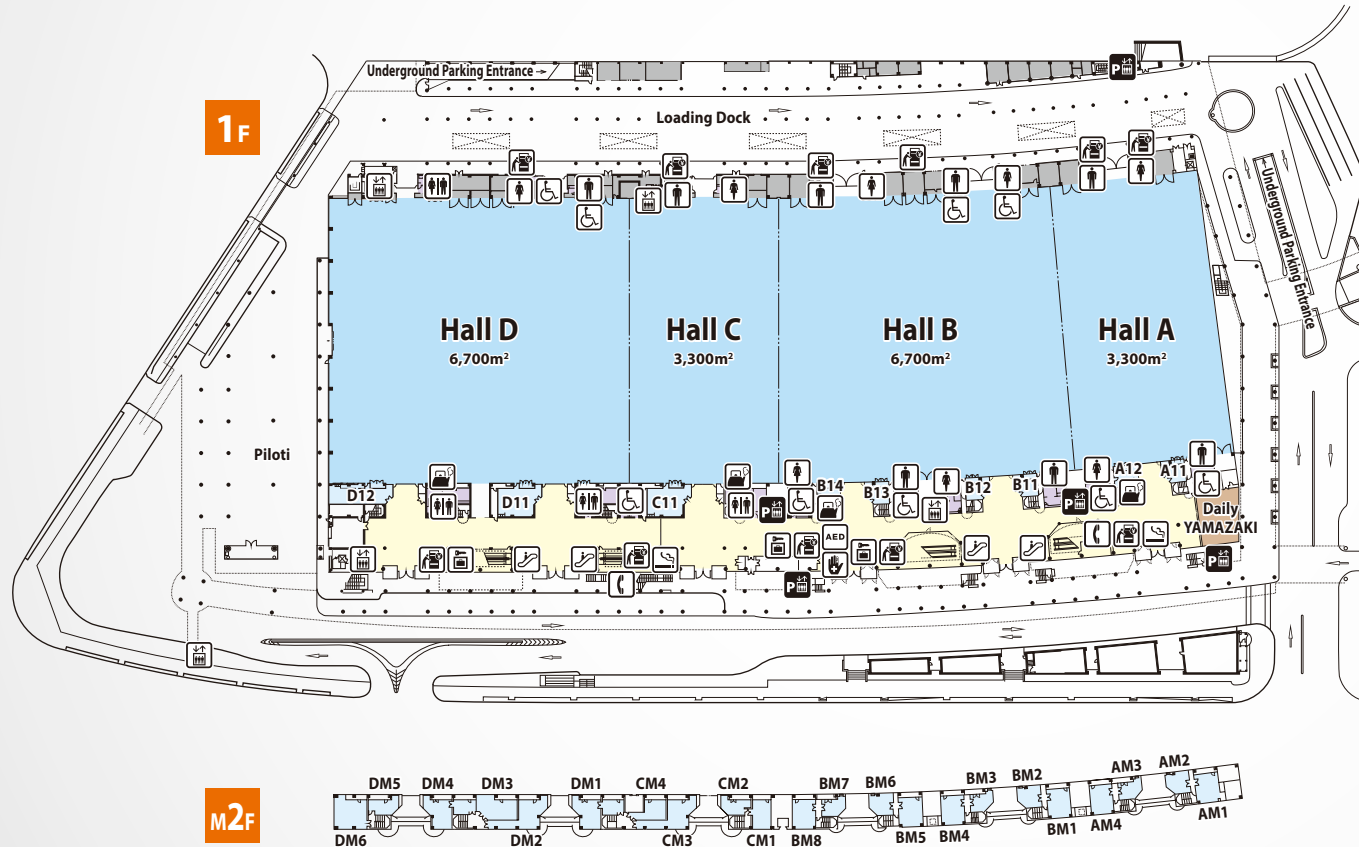 Underground Parking Entrance →
P
1F
Loading Dock
Underground Parking Entrance
Hall D
6,700m²
Hall C
3,300m²
Hall B
6,700m²
Hall A
3,300m²
Piloti
D12
D11
C11
B14
B13
B12
B11
A12
A11
P
P
Daily
YAMAZAKI
AED
P
P
M2F
DM5
DM4
DM3
DM1
CM4
CM2
BM7
BM6
BM3
BM2
AM3
AM2
DM6
DM2
CM3
CM1
BM8
BM5
BM4
BM1
AM4
AM1